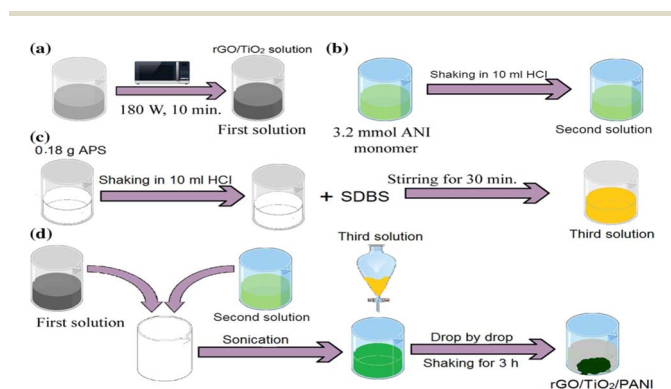 (a)
rGO/TiO₂ solution
180 W, 10 min.
First solution
(b)
Shaking in 10 ml HCl
3.2 mmol ANI
monomer
Second solution
(c)
0.18 g APS
Shaking in 10 ml HCl
+ SDBS
Stirring for 30 min.
Third solution
(d)
First solution
Second solution
Sonication
Third solution
Drop by drop
Shaking for 3 h
rGO/TiO₂/PANI